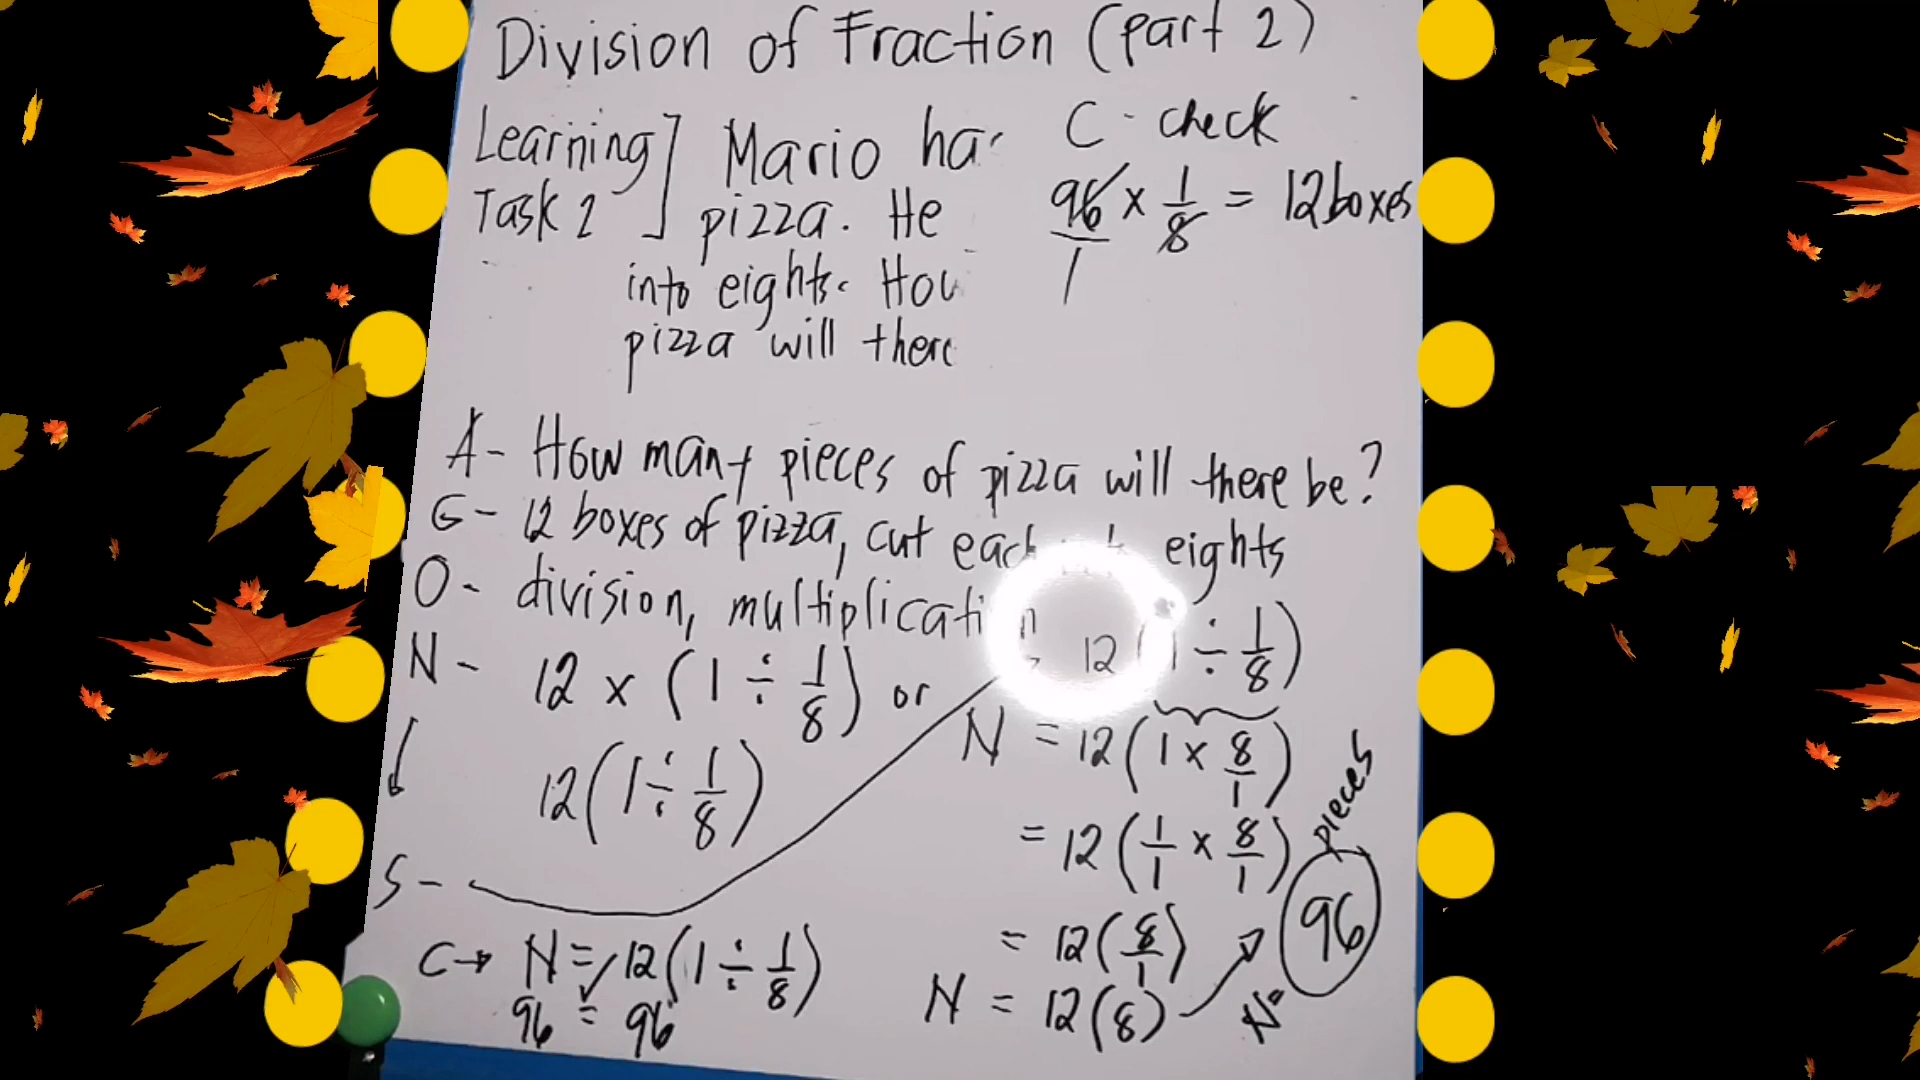 Division of Fraction (part 2)
Learning Task 2] Mario
pizza. He
into eights.
pizza will there
C - check
96/1 x 1/8 = 12 boxes
A- How many pieces of pizza will there be?
G- 12 boxes of pizza, cut each eights
O- division, multiplication
N- 12 x (1 ÷ 1/8) or
12(1 ÷ 1/8)
S-
12(1 ÷ 1/8)
N = 12(1 x 8/1)
= 12(1/1 x 8/1)
= 12(8/1)
N = 12(8)
N= 96 pieces
C→ N = 12(1 ÷ 1/8)
96 = 96